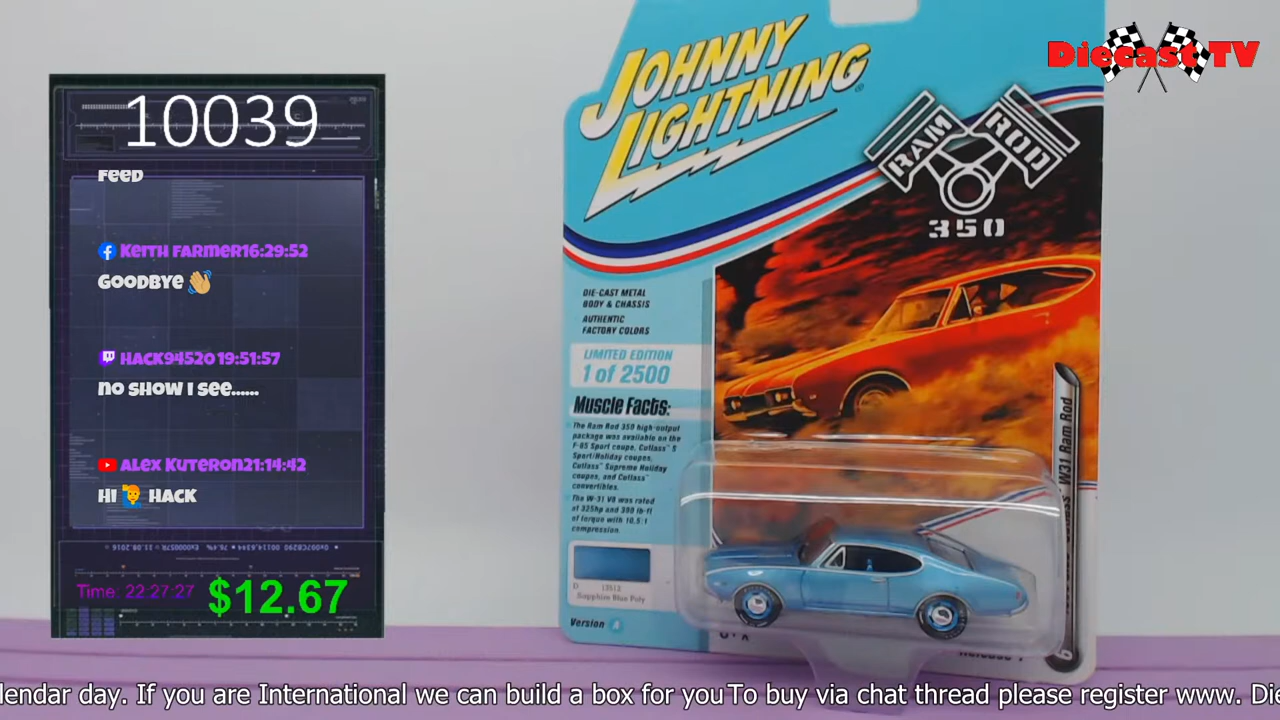 10039
FEED
Keith Farmer16:29:52
GOODBYE 👋
HACK94520 19:51:57
no show I see......
Alex Kuteron21:14:42
HI 🙋 HACK
Time: 22:27:27
$12.67
JOHNNY
LIGHTNING
RAM ROD
350
DIE-CAST METAL
BODY & CHASSIS
AUTHENTIC
FACTORY COLORS
LIMITED EDITION
1 of 2500
Muscle Facts:
The Ram Rod 350 high-output
package was available on the
F-85 Sport coupe, Cutlass S
Sport/Holiday coupes,
Cutlass Supreme Holiday
coupes, and Cutlass
convertibles.
The W-31 V8 was rated
at 325hp and
of torque with 10.5:1
compression.
Sapphire Blue Poly
Version A
W31 Ram Rod
Diecast TV
lendar day. If you are International we can build a box for you To buy via chat thread please register www. Die